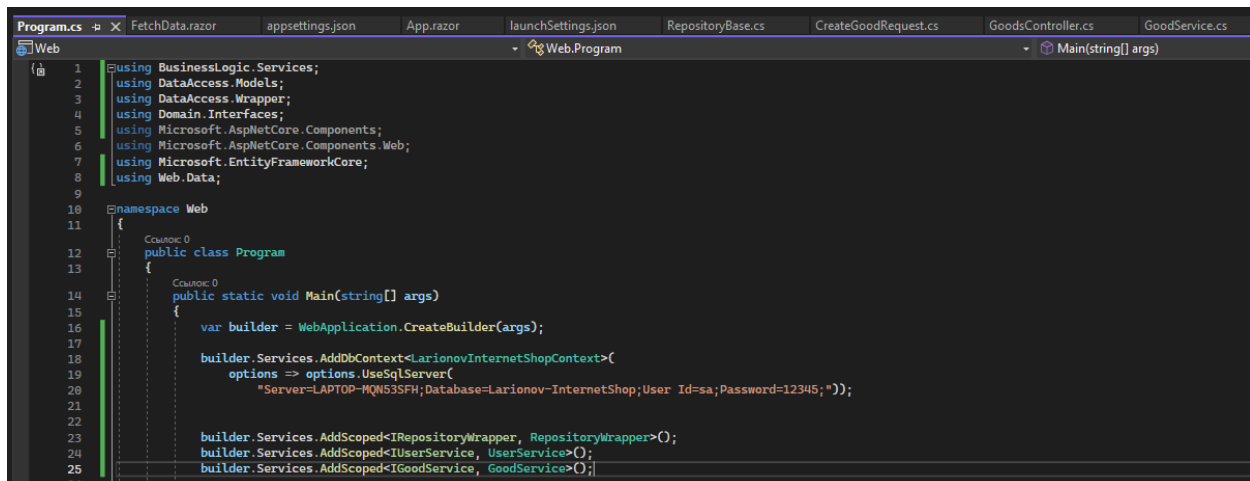 Program.cs FetchData.razor appsettings.json App.razor launchSettings.json RepositoryBase.cs CreateGoodRequest.cs GoodsController.cs GoodService.cs
Web Web.Program Main(string[] args)
1 using BusinessLogic.Services;
2 using DataAccess.Models;
3 using DataAccess.Wrapper;
4 using Domain.Interfaces;
5 using Microsoft.AspNetCore.Components;
6 using Microsoft.AspNetCore.Components.Web;
7 using Microsoft.EntityFrameworkCore;
8 using Web.Data;
9
10 namespace Web
11 {
Ссылок: 0
12 public class Program
13 {
Ссылок: 0
14 public static void Main(string[] args)
15 {
16 var builder = WebApplication.CreateBuilder(args);
17
18 builder.Services.AddDbContext<LarionovInternetShopContext>(
19 options => options.UseSqlServer(
20 "Server=LAPTOP-MQN53SFH;Database=Larionov-InternetShop;User Id=sa;Password=12345;"));
21
22
23 builder.Services.AddScoped<IRepositoryWrapper, RepositoryWrapper>();
24 builder.Services.AddScoped<IUserService, UserService>();
25 builder.Services.AddScoped<IGoodService, GoodService>();